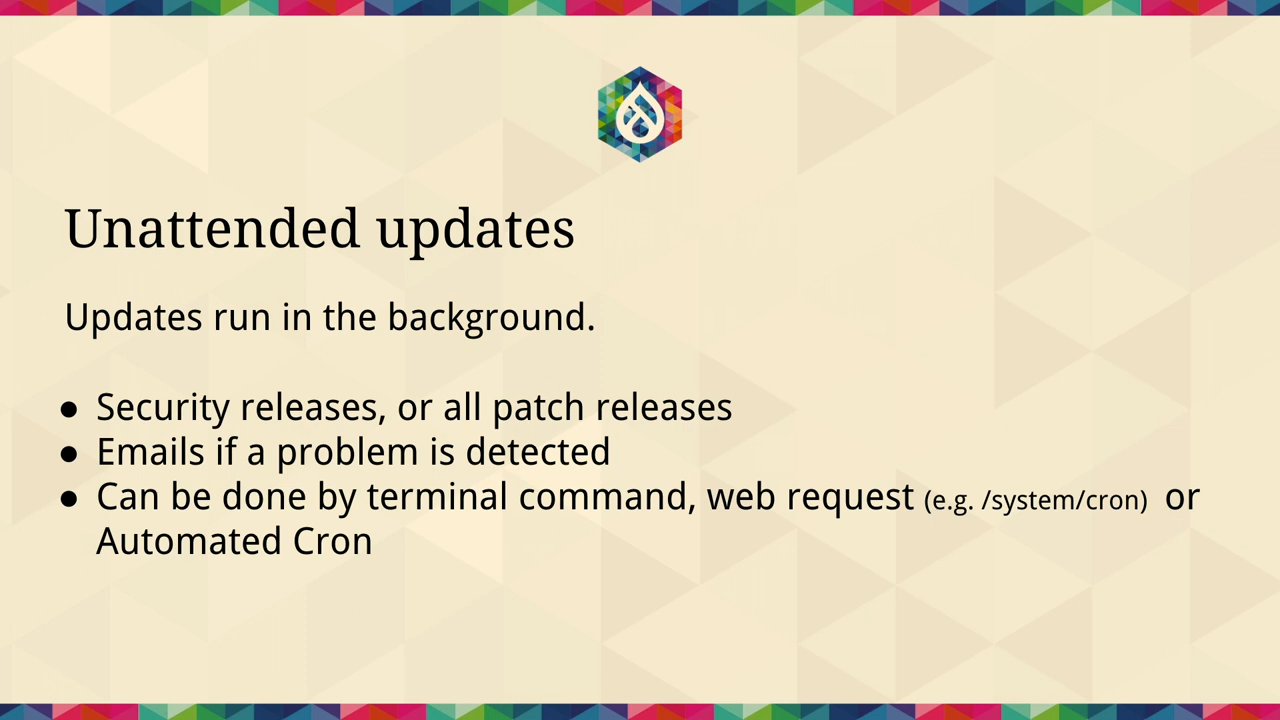 Unattended updates
Updates run in the background.
● Security releases, or all patch releases
● Emails if a problem is detected
● Can be done by terminal command, web request (e.g. /system/cron) or
Automated Cron